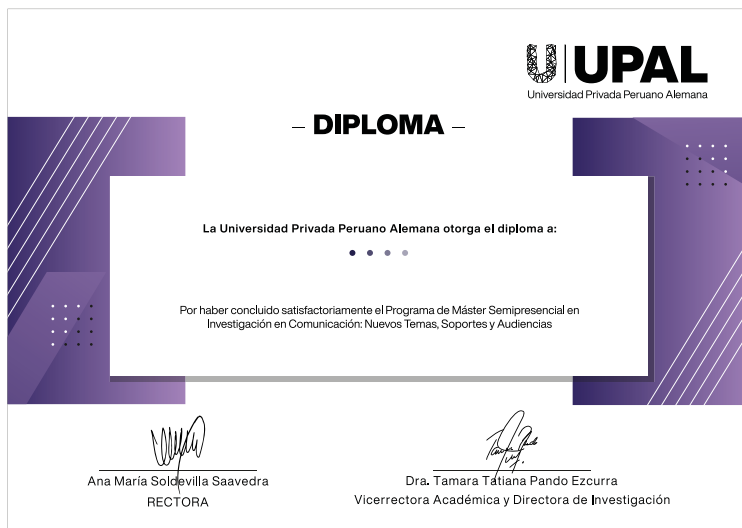 UPAL
Universidad Privada Peruano Alemana
– DIPLOMA –
La Universidad Privada Peruano Alemana otorga el diploma a:
Por haber concluido satisfactoriamente el Programa de Máster Semipresencial en
Investigación en Comunicación: Nuevos Temas, Soportes y Audiencias
Ana María Soldevilla Saavedra
RECTORA
Dra. Tamara Tatiana Pando Ezcurra
Vicerrectora Académica y Directora de Investigación